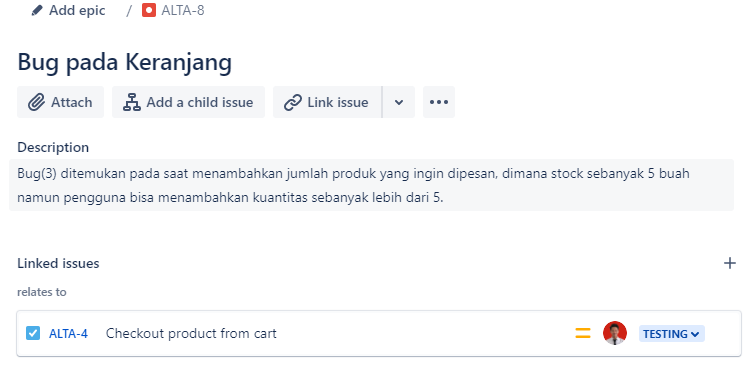 Add epic / ALTA-8
Bug pada Keranjang
Attach Add a child issue Link issue
Description
Bug(3) ditemukan pada saat menambahkan jumlah produk yang ingin dipesan, dimana stock sebanyak 5 buah
namun pengguna bisa menambahkan kuantitas sebanyak lebih dari 5.
Linked issues
relates to
ALTA-4 Checkout product from cart TESTING